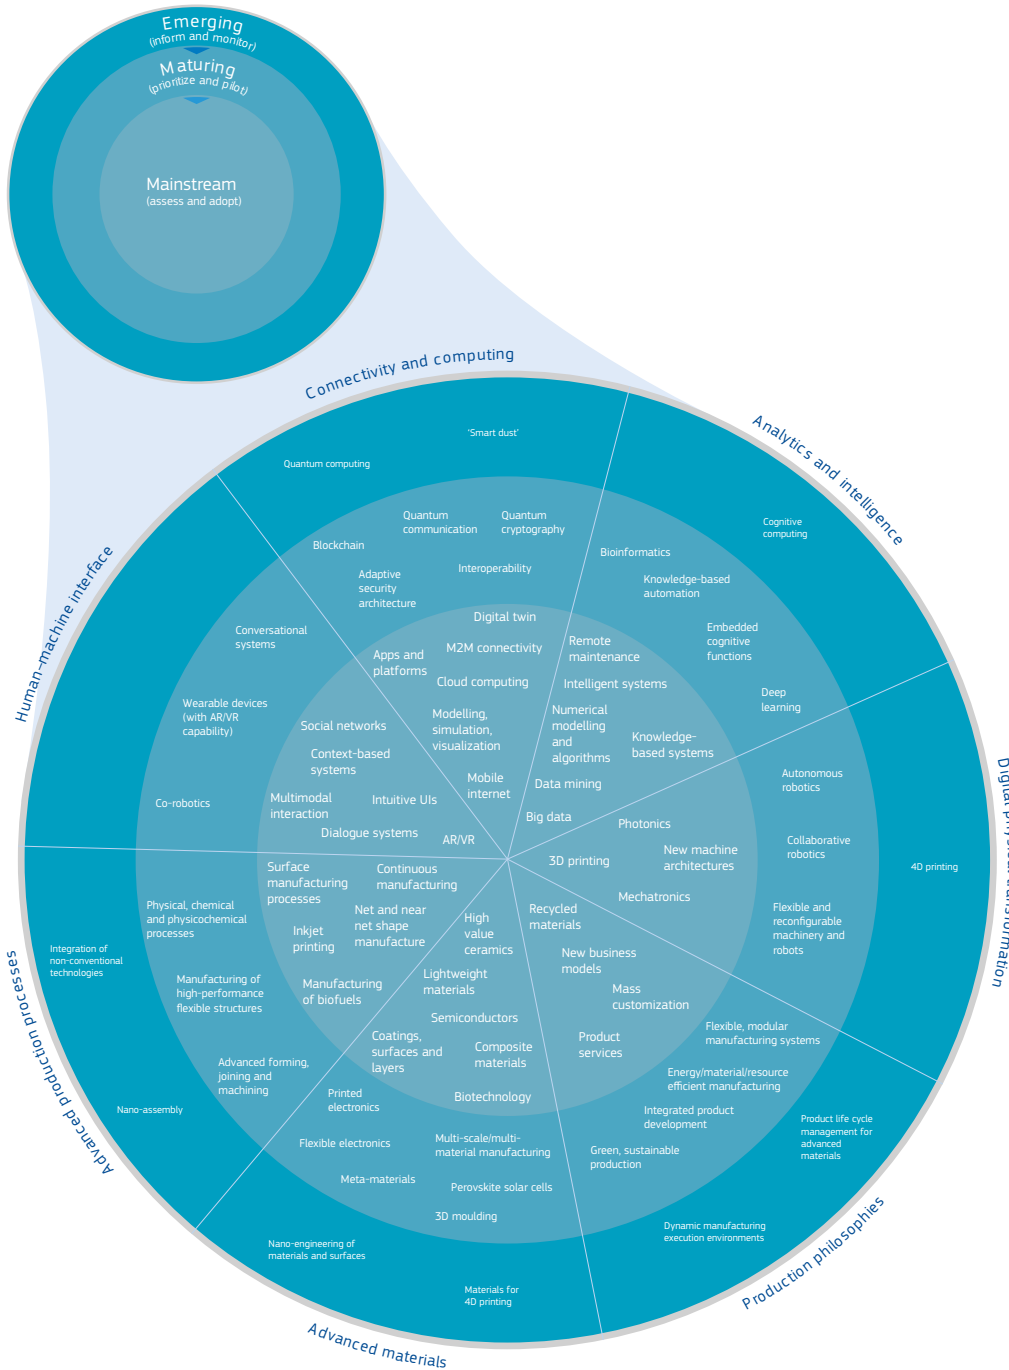 Emerging
(inform and monitor)
Maturing
(prioritize and pilot)
Mainstream
(assess and adopt)
Connectivity and computing
'Smart dust'
Quantum computing
Quantum
communication
Quantum
cryptography
Blockchain
Interoperability
Adaptive
security
architecture
Digital twin
M2M connectivity
Apps and
platforms
Cloud computing
Modelling,
simulation,
visualization
Mobile
internet
Analytics and intelligence
Cognitive
computing
Bioinformatics
Knowledge-based
automation
Embedded
cognitive
functions
Deep
learning
Remote
maintenance
Intelligent systems
Numerical
modelling
and
algorithms
Knowledge-
based systems
Data mining
Big data
Digital physical transformation
4D printing
Autonomous
robotics
Collaborative
robotics
Flexible and
reconfigurable
machinery and
robots
Photonics
New machine
architectures
3D printing
Mechatronics
Production philosophies
Product life cycle
management for
advanced
materials
Dynamic manufacturing
execution environments
Flexible, modular
manufacturing systems
Energy/material/resource
efficient manufacturing
Integrated product
development
Green, sustainable
production
Recycled
materials
New business
models
Mass
customization
Product
services
Advanced materials
Nano-engineering of
materials and surfaces
Materials for
4D printing
Printed
electronics
Flexible electronics
Multi-scale/multi-
material manufacturing
Meta-materials
Perovskite solar cells
3D moulding
High
value
ceramics
Lightweight
materials
Semiconductors
Coatings,
surfaces and
layers
Composite
materials
Biotechnology
Advanced production processes
Integration of
non-conventional
technologies
Nano-assembly
Physical, chemical
and physicochemical
processes
Manufacturing of
high-performance
flexible structures
Advanced forming,
joining and
machining
Surface
manufacturing
processes
Continuous
manufacturing
Net and near
net shape
manufacture
Inkjet
printing
Manufacturing
of biofuels
Human–machine interface
Conversational
systems
Wearable devices
(with AR/VR
capability)
Co-robotics
Social networks
Context-based
systems
Multimodal
interaction
Intuitive UIs
Dialogue systems
AR/VR